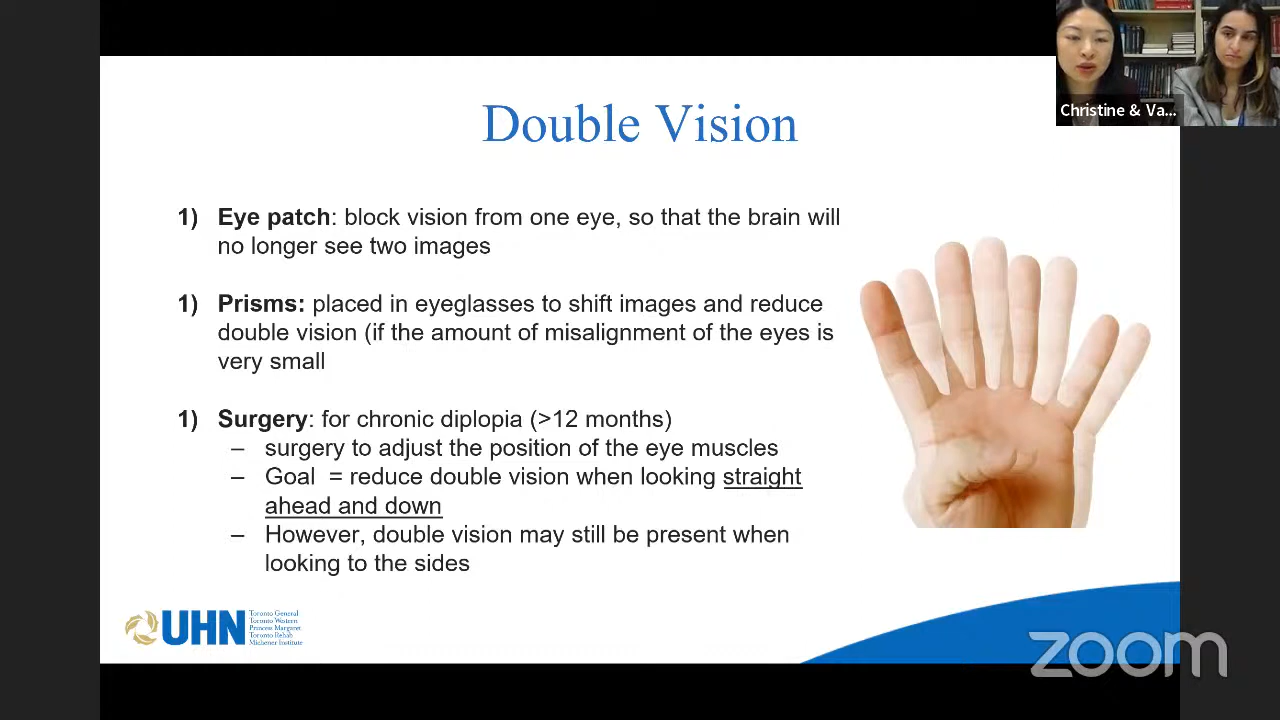 Double Vision
Christine & Va...
1) Eye patch: block vision from one eye, so that the brain will
no longer see two images
1) Prisms: placed in eyeglasses to shift images and reduce
double vision (if the amount of misalignment of the eyes is
very small
1) Surgery: for chronic diplopia (>12 months)
– surgery to adjust the position of the eye muscles
– Goal = reduce double vision when looking straight
ahead and down
– However, double vision may still be present when
looking to the sides
UHN
Toronto General
Toronto Western
Princess Margaret
Toronto Rehab
Michener Institute
zoom